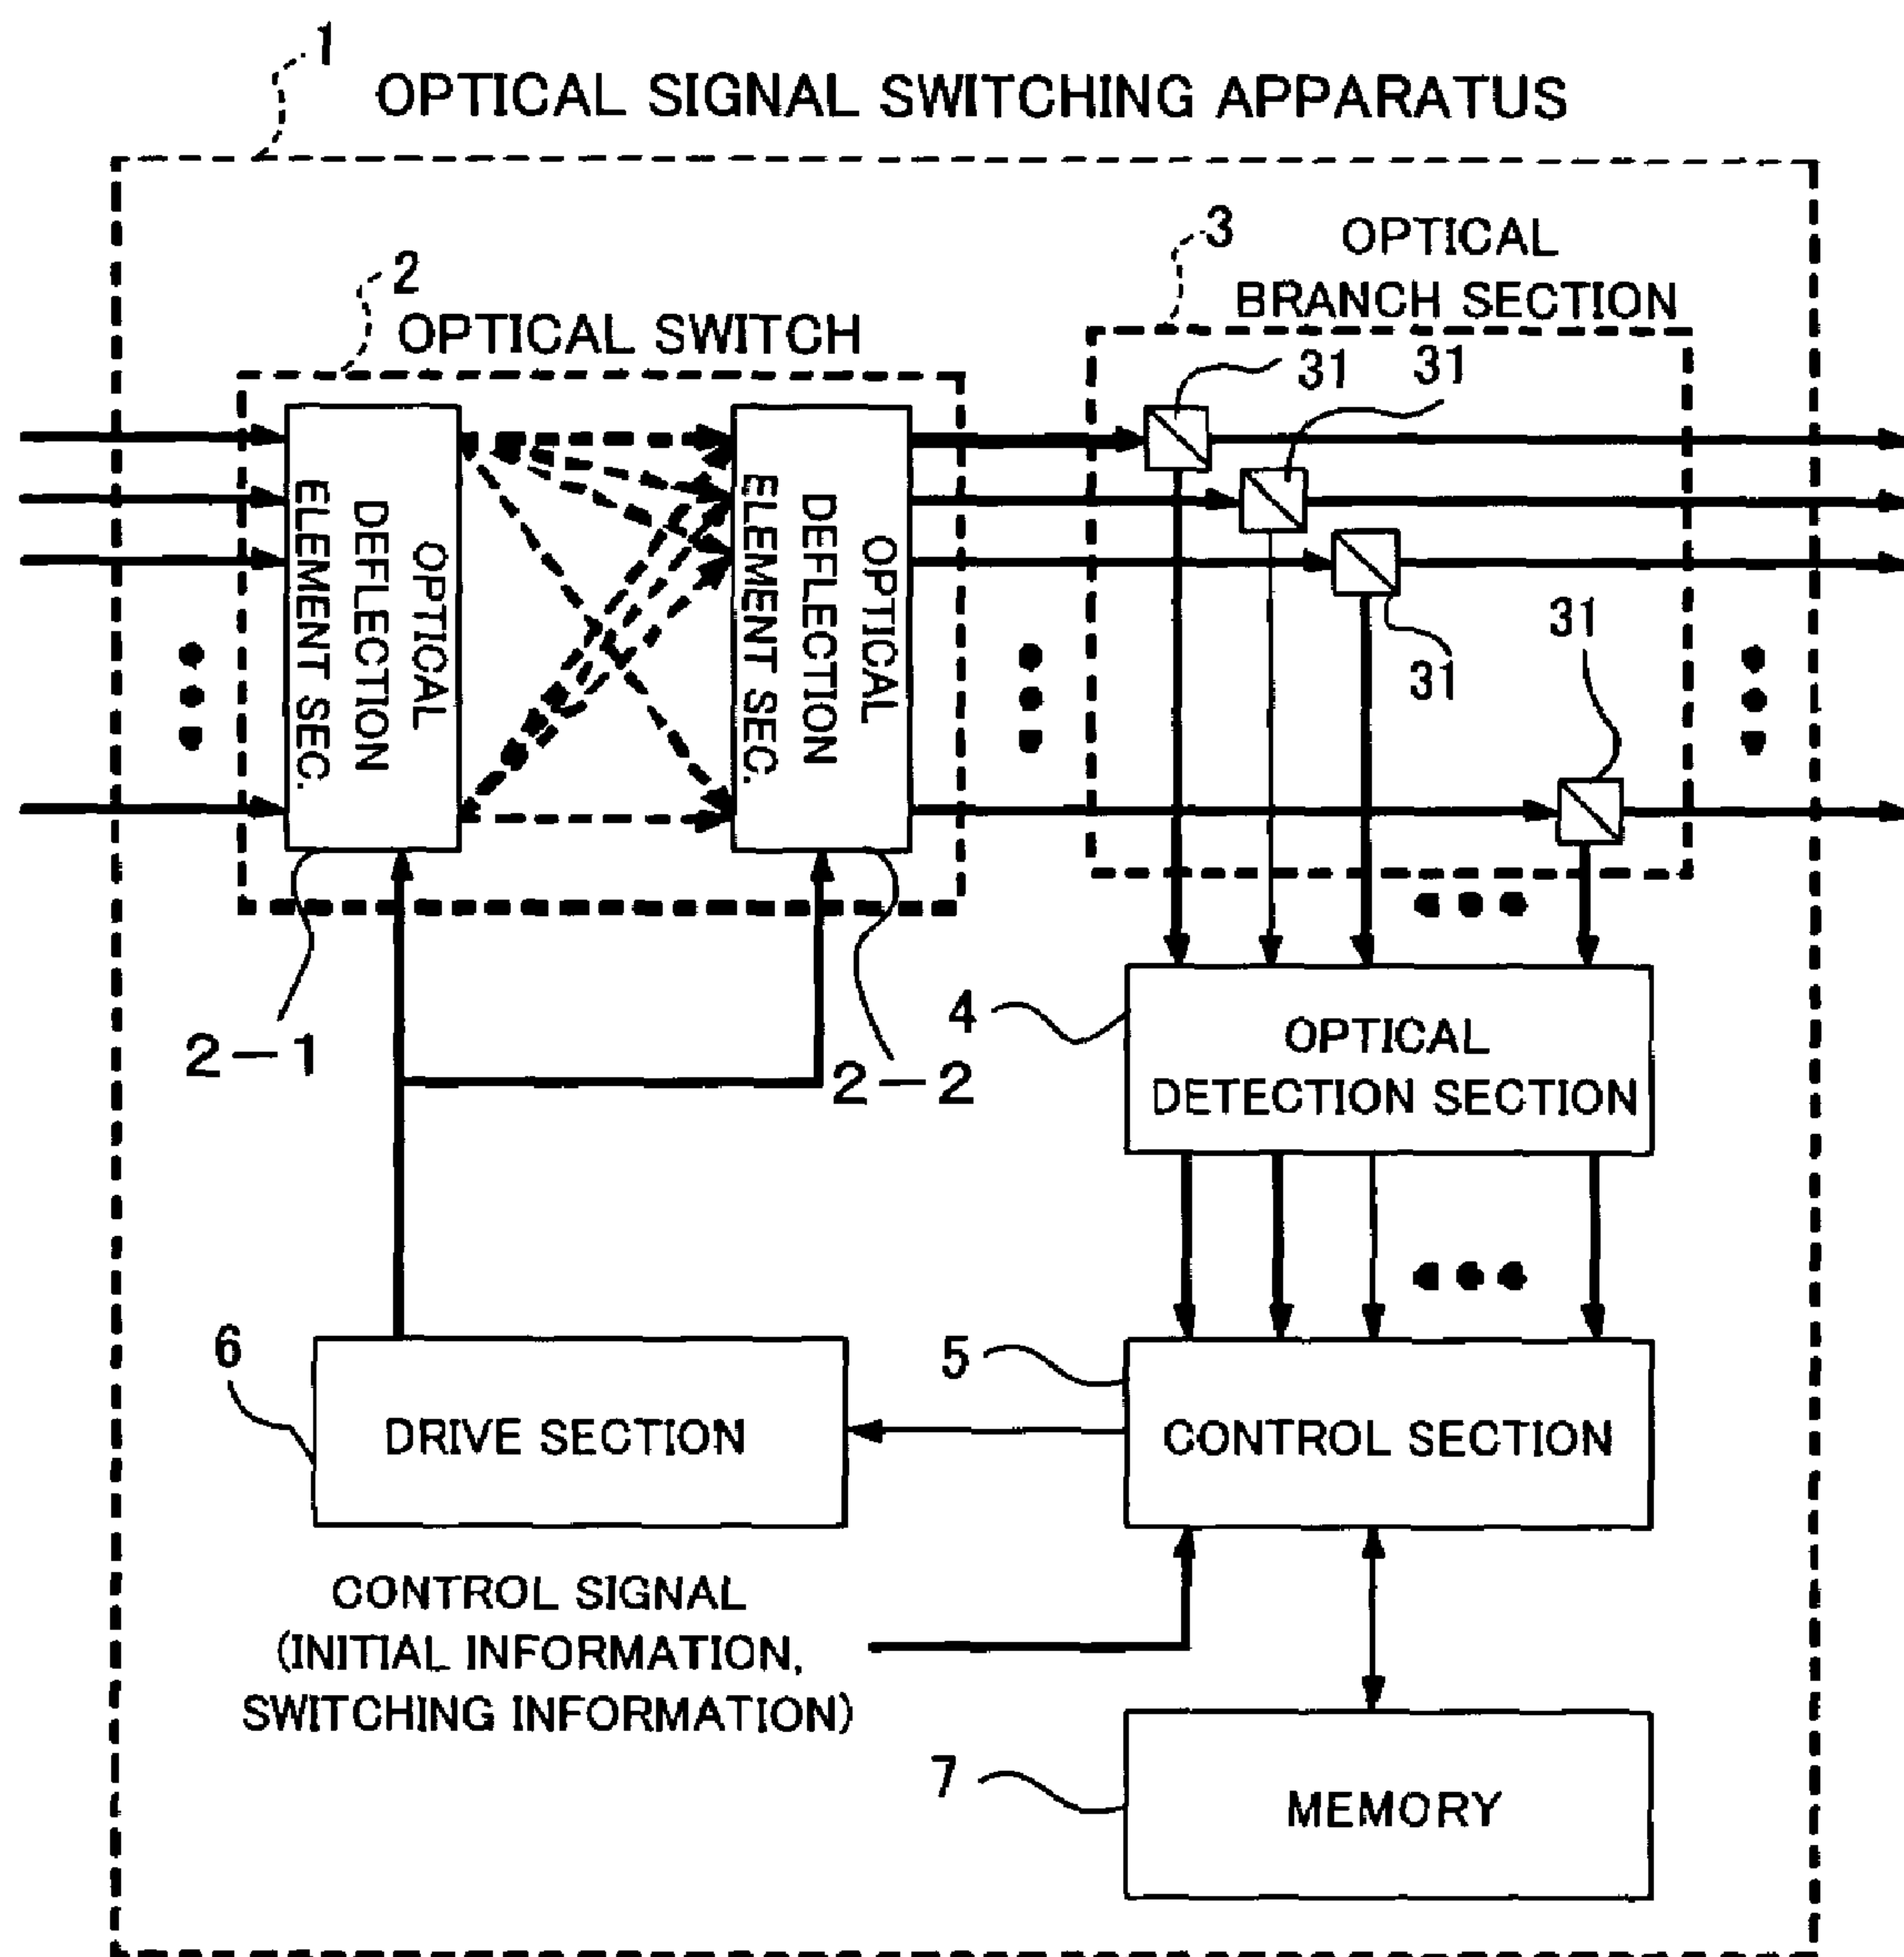 1
OPTICAL SIGNAL SWITCHING APPARATUS
2
OPTICAL SWITCH
3
OPTICAL
BRANCH SECTION
31
31
31
31
OPTICAL
DEFLECTION
ELEMENT SEC.
OPTICAL
DEFLECTION
ELEMENT SEC.
2-1
2-2
4
OPTICAL
DETECTION SECTION
6
DRIVE SECTION
5
CONTROL SECTION
CONTROL SIGNAL
(INITIAL INFORMATION,
SWITCHING INFORMATION)
7
MEMORY